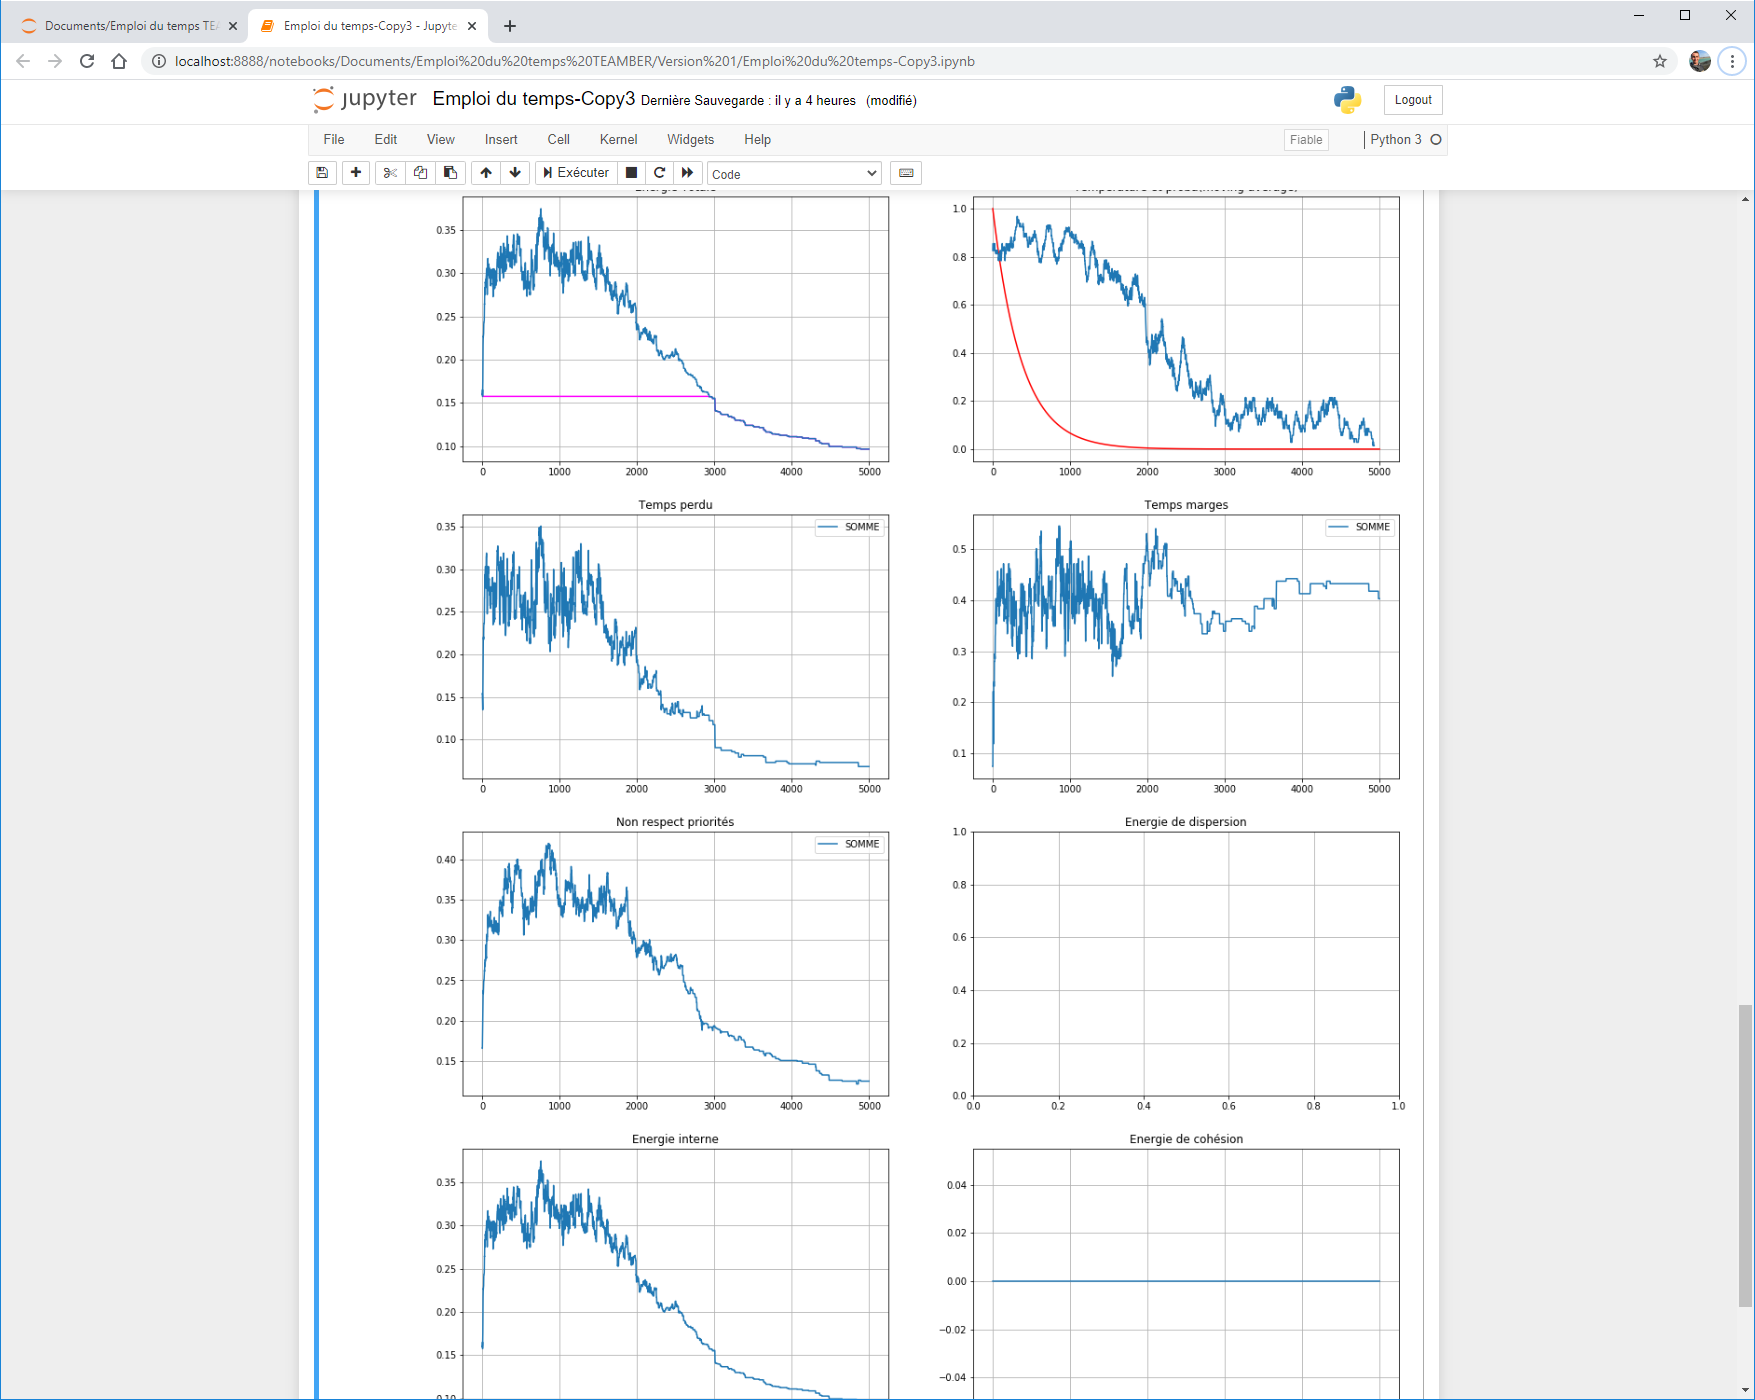 Documents/Emploi du temps TEA
Emploi du temps-Copy3 - Jupyte
localhost:8888/notebooks/Documents/Emploi%20du%20temps%20TEAMBER/Version%201/Emploi%20du%20temps-Copy3.ipynb
jupyter Emploi du temps-Copy3 Dernière Sauvegarde : il y a 4 heures (modifié)
Logout
File Edit View Insert Cell Kernel Widgets Help
Fiable
Python 3
Exécuter
Code
0.35
0.30
0.25
0.20
0.15
0.10
0 1000 2000 3000 4000 5000
1.0
0.8
0.6
0.4
0.2
0.0
0 1000 2000 3000 4000 5000
Temps perdu
SOMME
0.35
0.30
0.25
0.20
0.15
0.10
0 1000 2000 3000 4000 5000
Temps marges
SOMME
0.5
0.4
0.3
0.2
0.1
0 1000 2000 3000 4000 5000
Non respect priorités
SOMME
0.40
0.35
0.30
0.25
0.20
0.15
0 1000 2000 3000 4000 5000
Energie de dispersion
1.0
0.8
0.6
0.4
0.2
0.0
0.0 0.2 0.4 0.6 0.8 1.0
Energie interne
0.35
0.30
0.25
0.20
0.15
0.10
Energie de cohésion
0.04
0.02
0.00
−0.02
−0.04